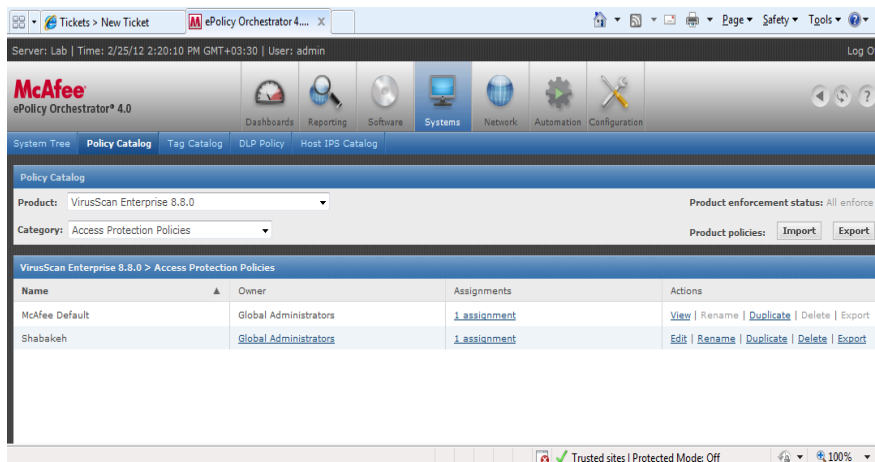 Tickets > New Ticket
ePolicy Orchestrator 4....
Page
Safety
Tools
Server: Lab | Time: 2/25/12 2:20:10 PM GMT+03:30 | User: admin
Log O
McAfee
ePolicy Orchestrator® 4.0
Dashboards
Reporting
Software
Systems
Network
Automation
Configuration
System Tree
Policy Catalog
Tag Catalog
DLP Policy
Host IPS Catalog
Policy Catalog
Product: VirusScan Enterprise 8.8.0
Product enforcement status: All enforce
Category: Access Protection Policies
Product policies: Import Export
VirusScan Enterprise 8.8.0 > Access Protection Policies
Name Owner Assignments Actions
McAfee Default Global Administrators 1 assignment View | Rename | Duplicate | Delete | Export
Shabakeh Global Administrators 1 assignment Edit | Rename | Duplicate | Delete | Export
Trusted sites | Protected Mode: Off
100%